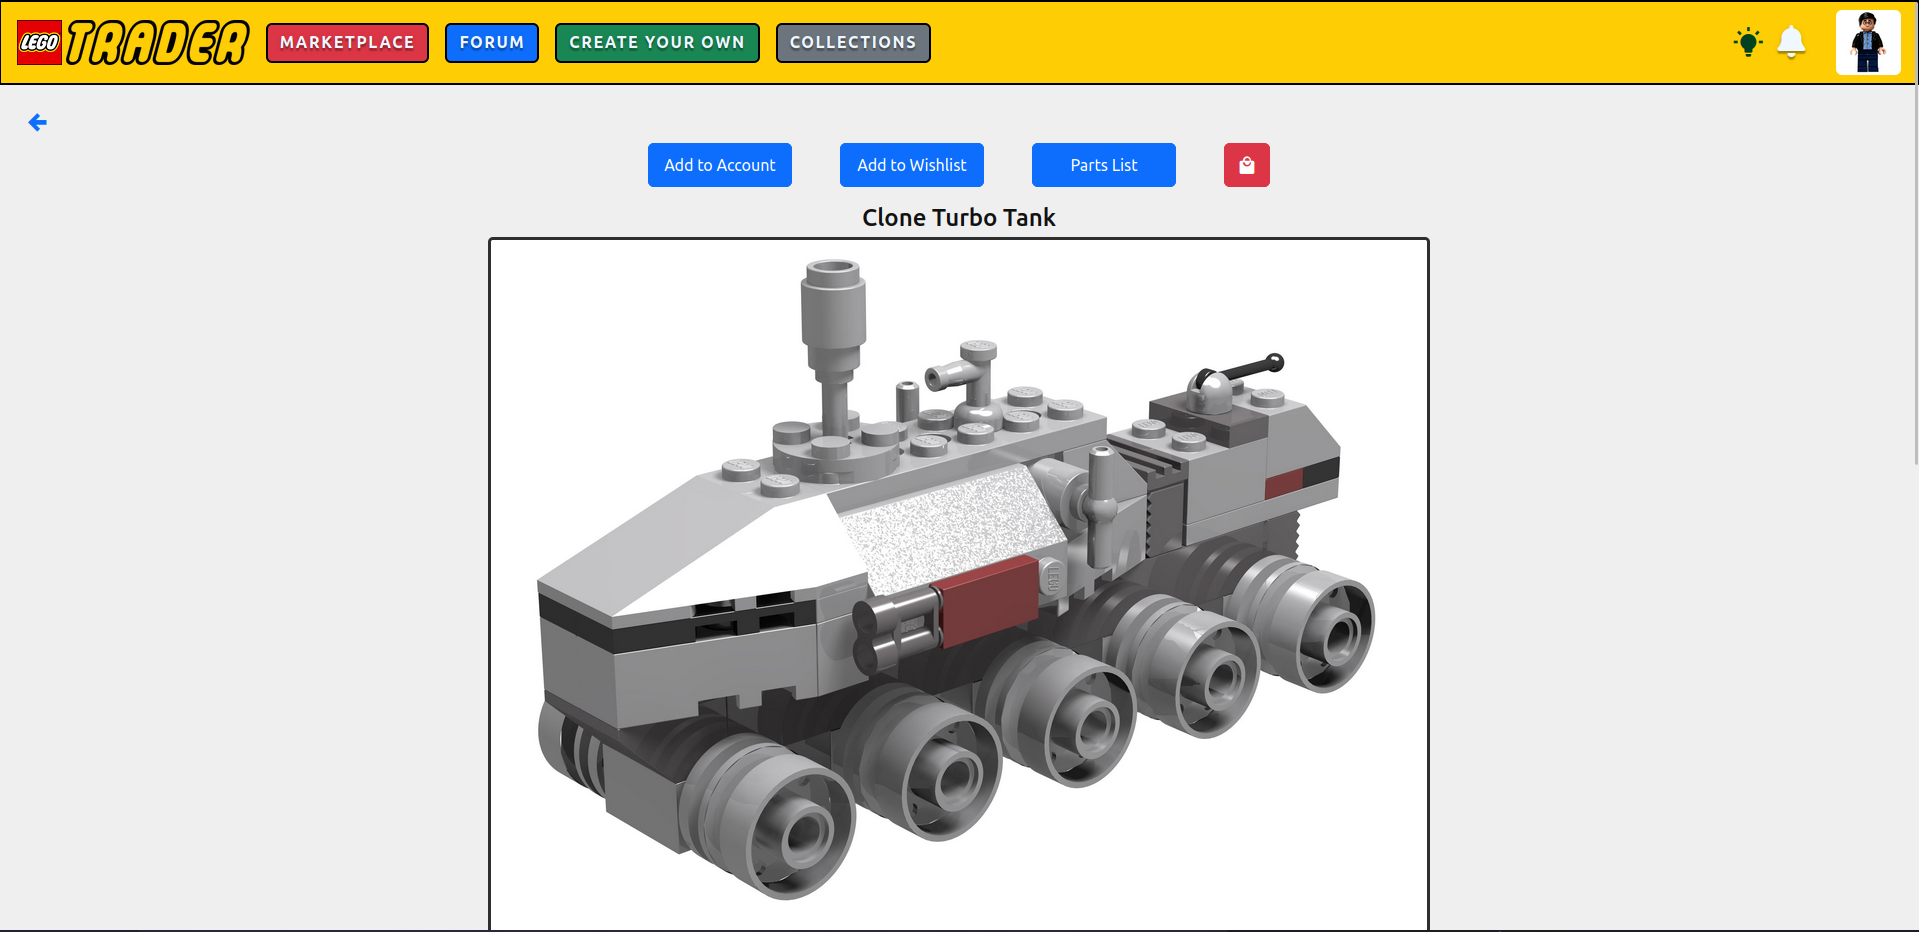 LEGO TRADER MARKETPLACE FORUM CREATE YOUR OWN COLLECTIONS
Add to Account Add to Wishlist Parts List
Clone Turbo Tank
LEGO